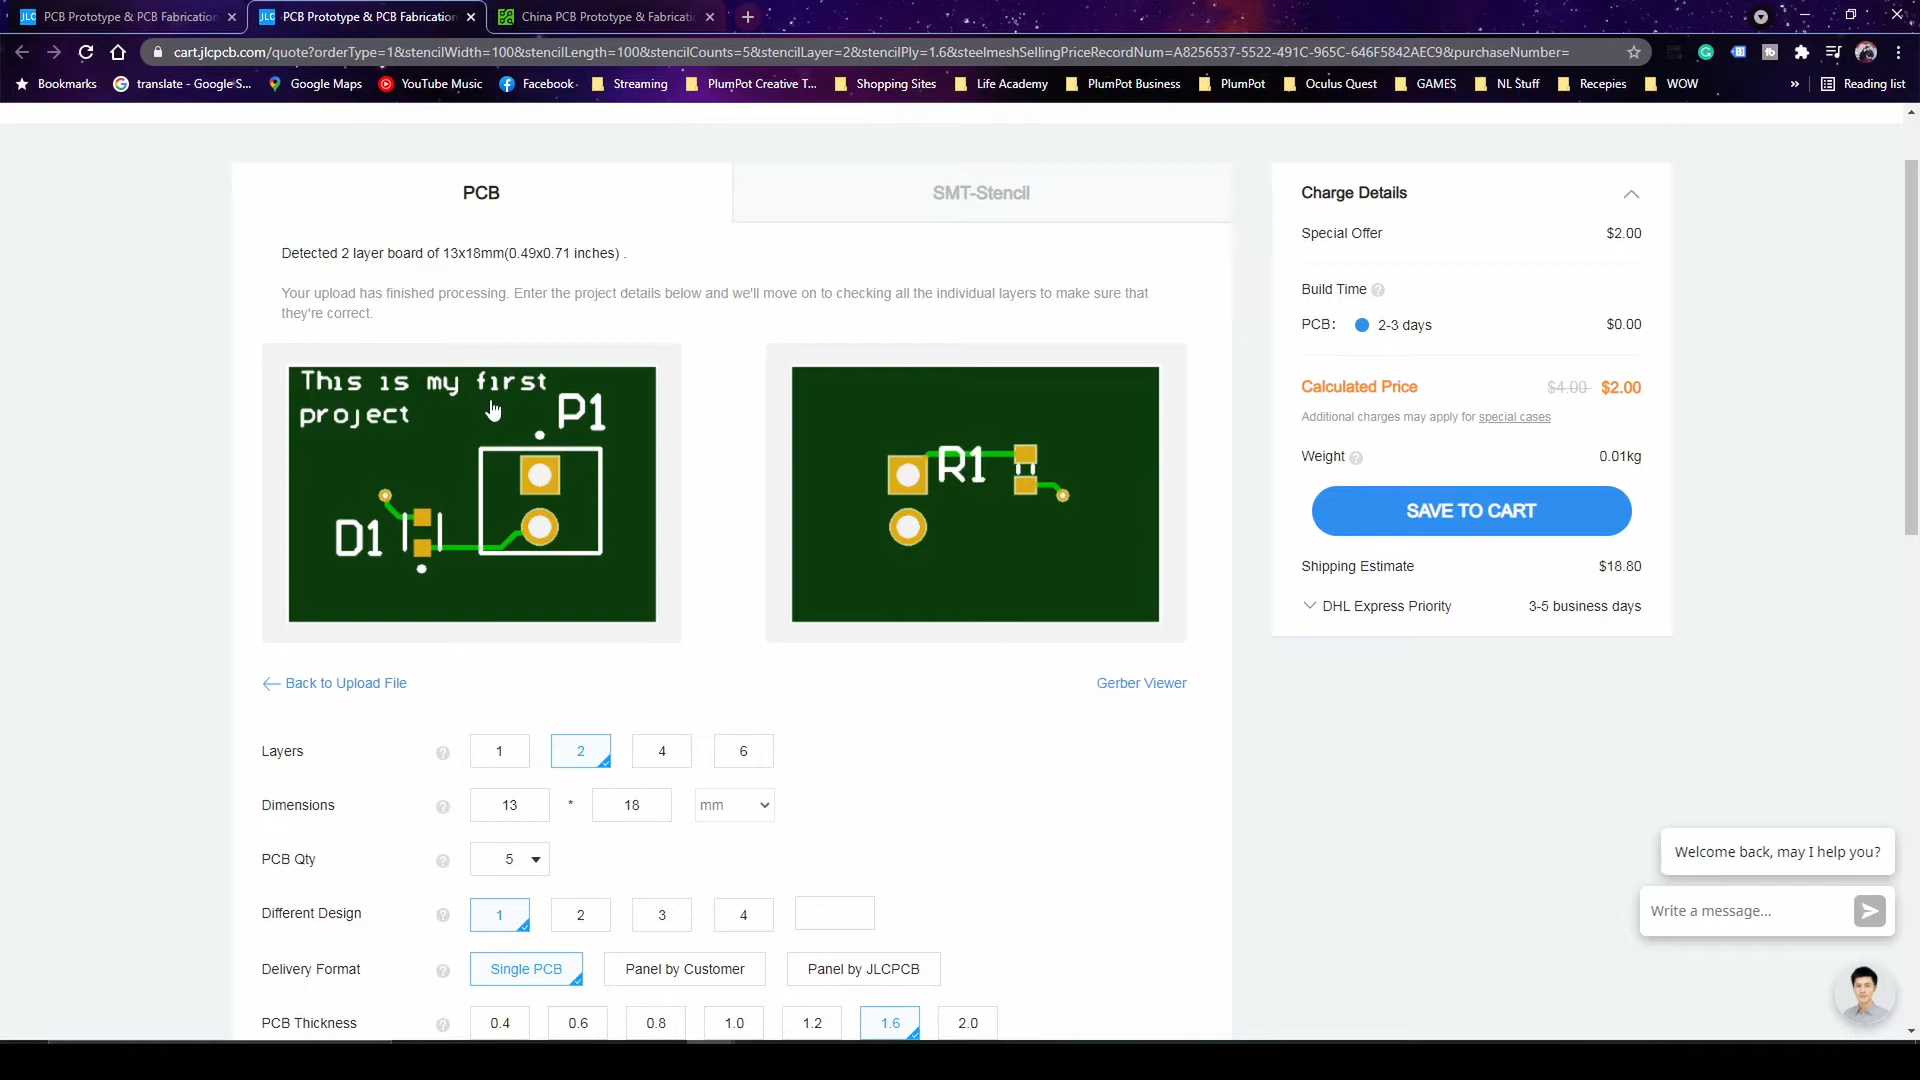 PCB Prototype & PCB Fabrication
PCB Prototype & PCB Fabrication
China PCB Prototype & Fabricati
cart.jlcpcb.com/quote?orderType=1&stencilWidth=100&stencilLength=100&stencilCounts=5&stencilLayer=2&stencilPly=1.6&steelmeshSellingPriceRecordNum=A8256537-5522-491C-965C-646F5842AEC9&purchaseNumber=
Bookmarks translate - Google S... Google Maps YouTube Music Facebook Streaming PlumPot Creative T... Shopping Sites Life Academy PlumPot Business PlumPot Oculus Quest GAMES NL Stuff Recepies WOW » Reading list
PCB
SMT-Stencil
Detected 2 layer board of 13x18mm(0.49x0.71 inches) .
Your upload has finished processing. Enter the project details below and we'll move on to checking all the individual layers to make sure that
they're correct.
This is my first
project
P1
D1
R1
← Back to Upload File
Gerber Viewer
Layers ? 1 2 4 6
Dimensions ? 13 * 18 mm
PCB Qty ? 5
Different Design ? 1 2 3 4
Delivery Format ? Single PCB Panel by Customer Panel by JLCPCB
PCB Thickness ? 0.4 0.6 0.8 1.0 1.2 1.6 2.0
Charge Details
Special Offer $2.00
Build Time ?
PCB: 2-3 days $0.00
Calculated Price $4.00 $2.00
Additional charges may apply for special cases
Weight ? 0.01kg
SAVE TO CART
Shipping Estimate $18.80
DHL Express Priority 3-5 business days
Welcome back, may I help you?
Write a message...